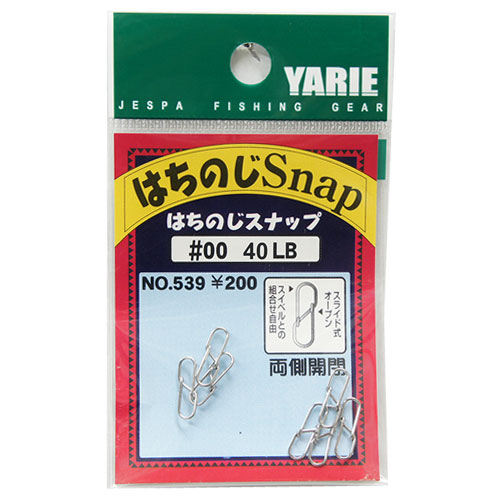 YARIE
JESPA FISHING GEAR
はちのじSnap
はちのじスナップ
#00 40LB
NO.539 ¥200
スライド式
オープン
スイベルとの
組合せ自由
両側開閉